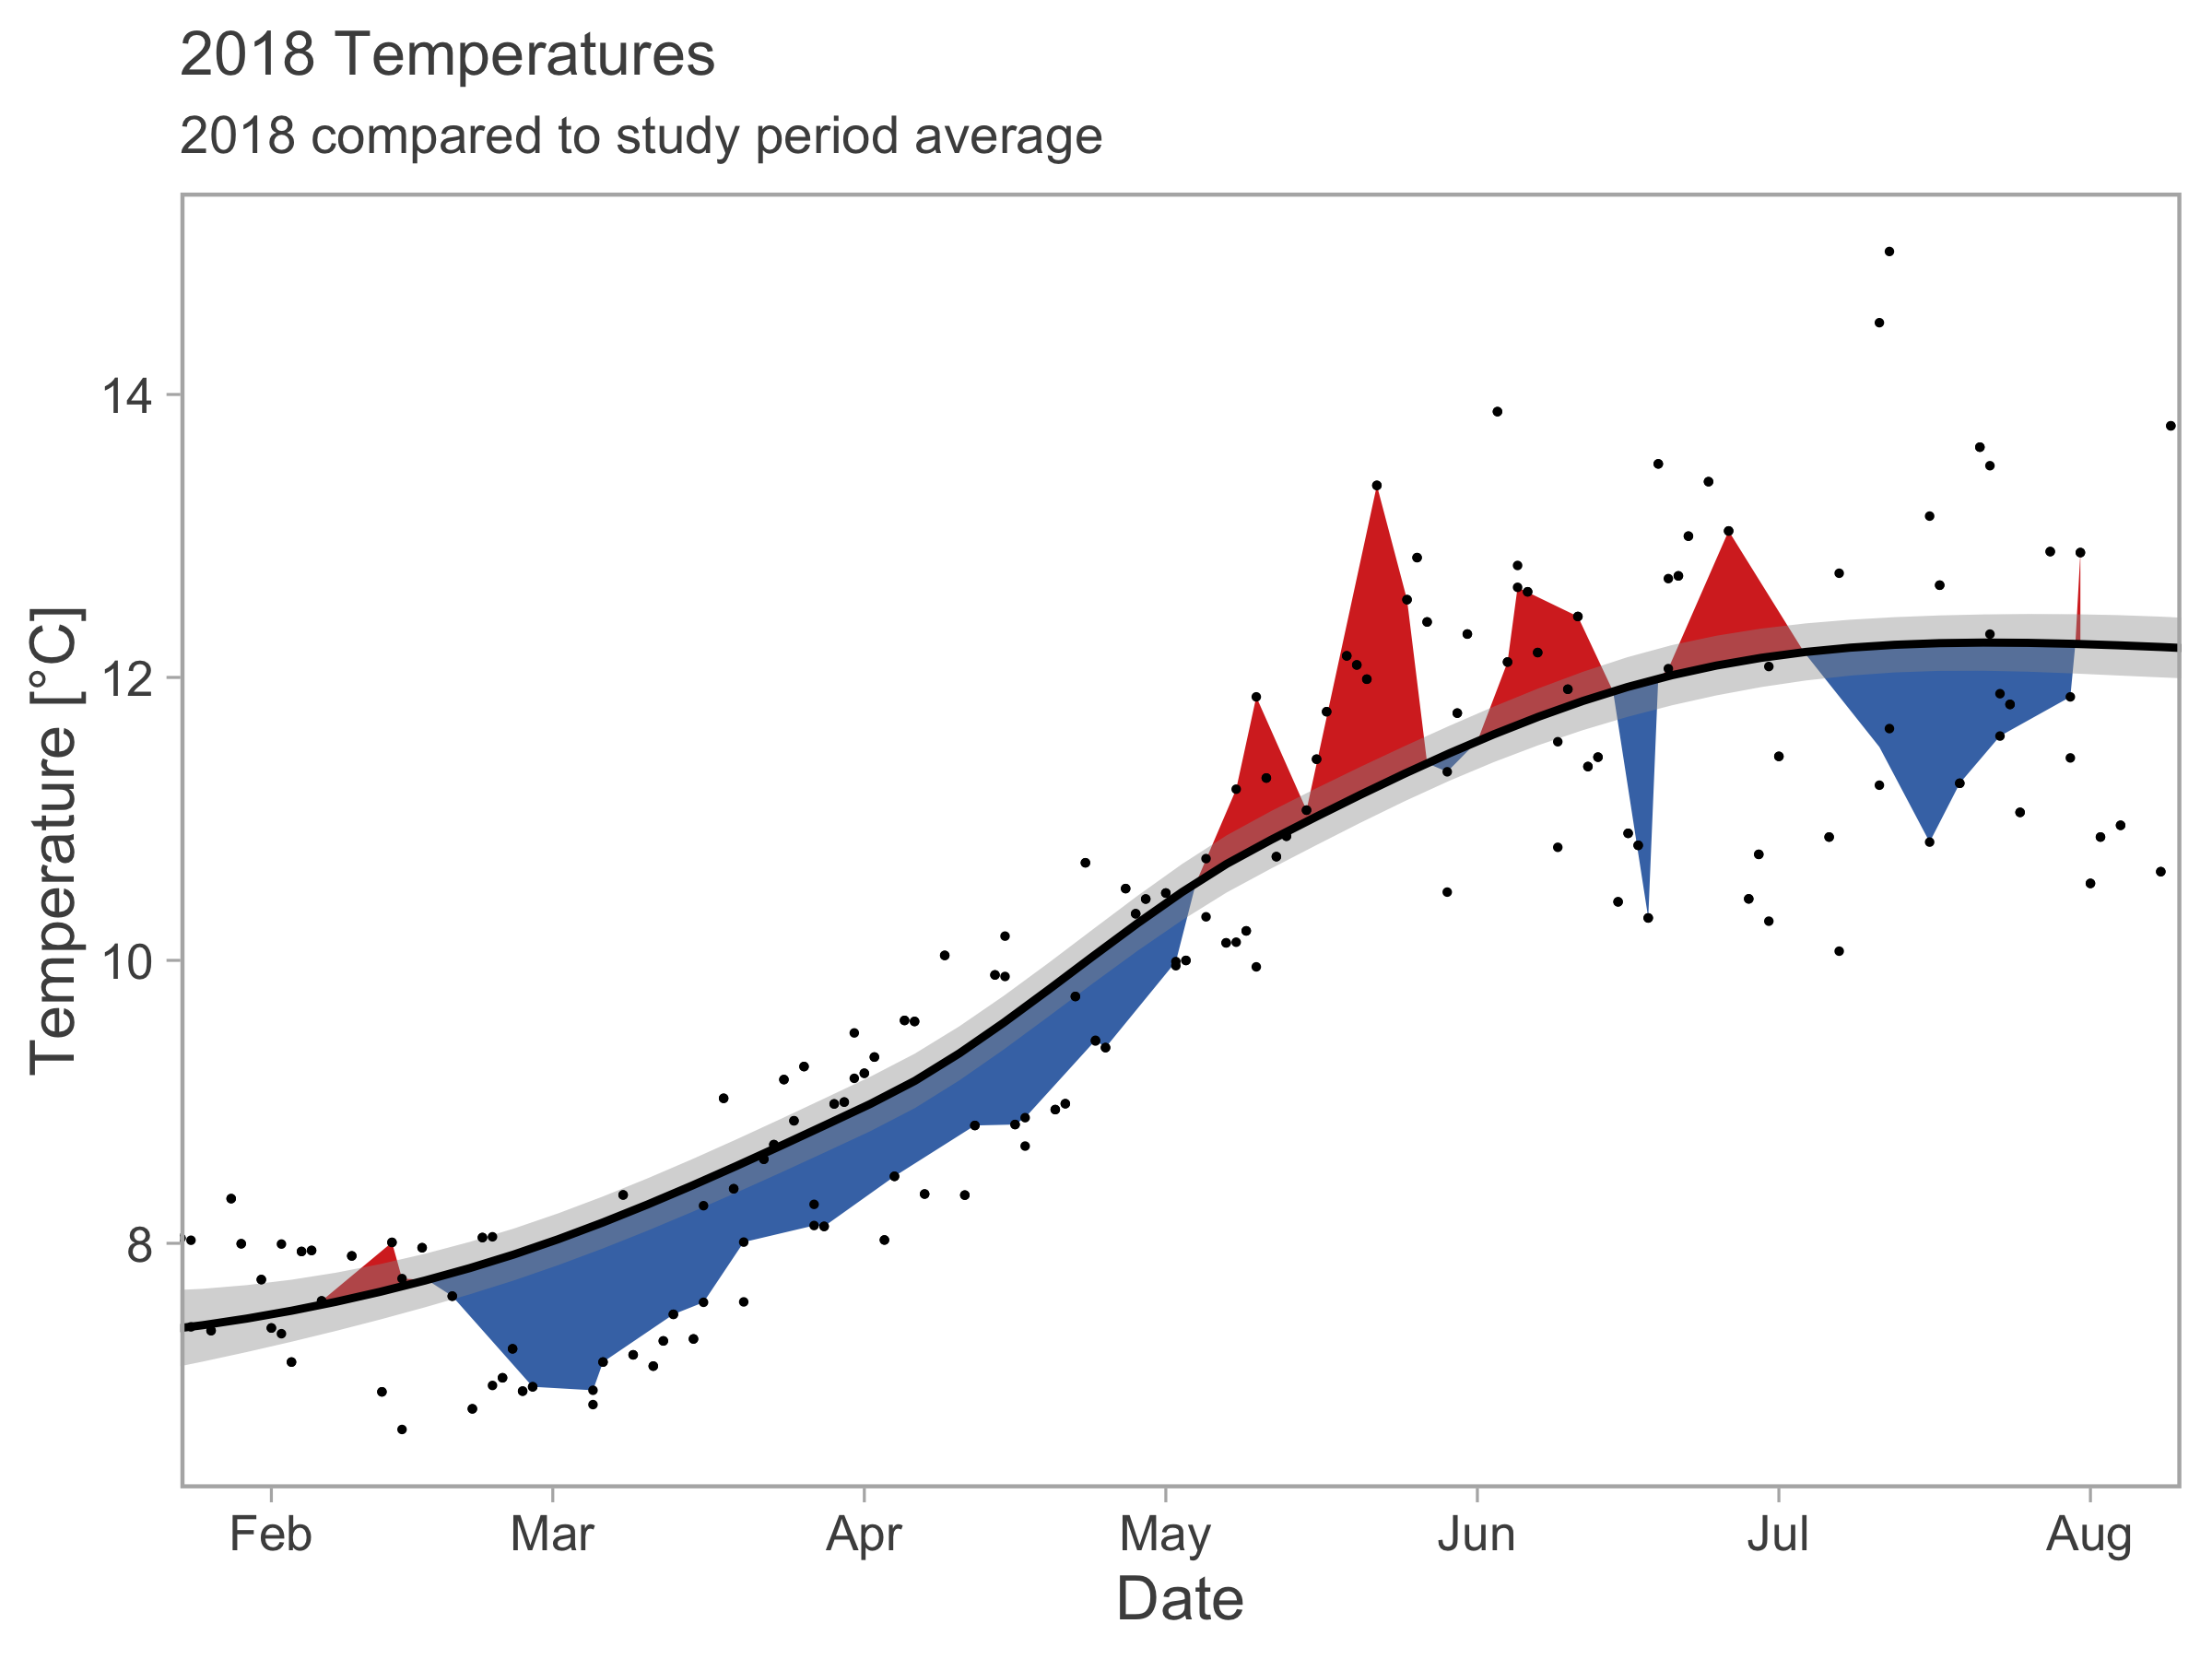 2018 Temperatures
2018 compared to study period average
Temperature [°C]
14
12
10
8
Feb Mar Apr May Jun Jul Aug
Date